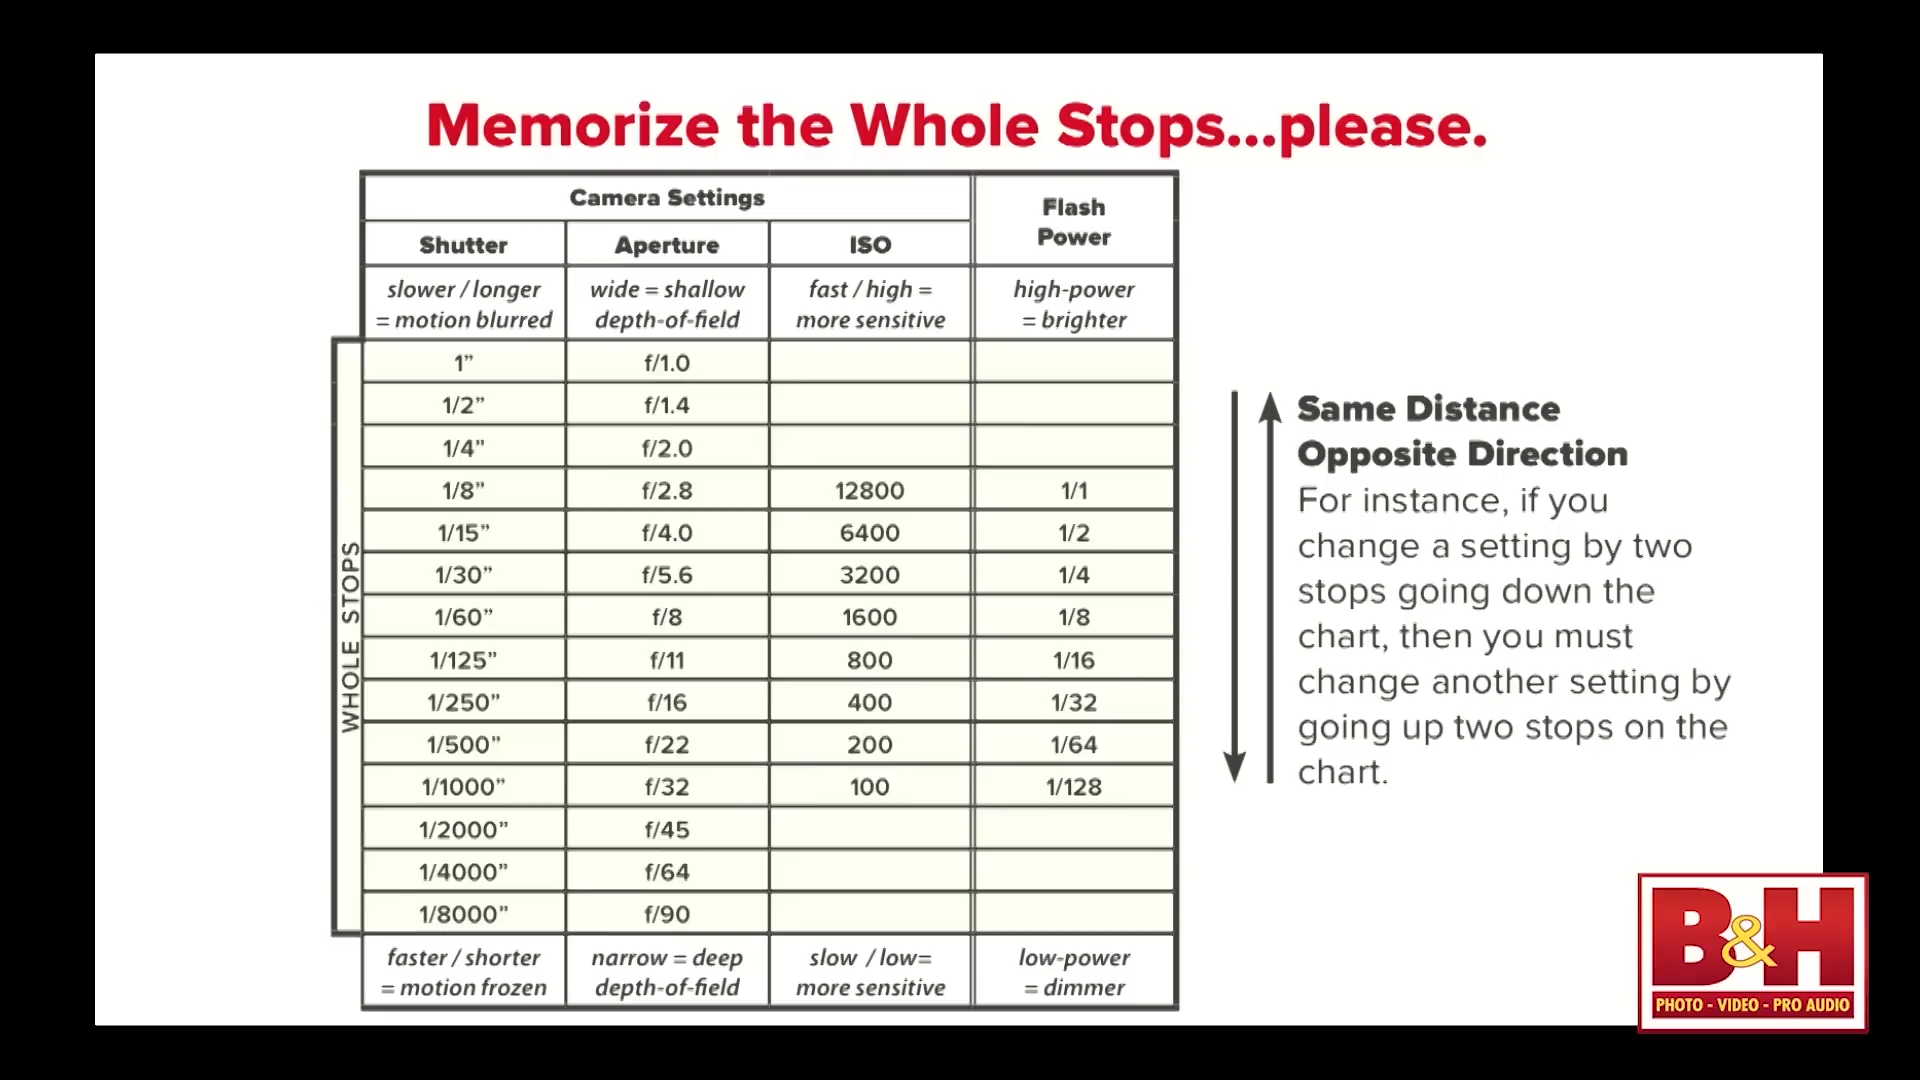 Memorize the Whole Stops...please.
Camera Settings
Flash
Power
Shutter Aperture ISO
slower / longer
= motion blurred
wide = shallow
depth-of-field
fast / high =
more sensitive
high-power
= brighter
WHOLE STOPS
1” f/1.0
1/2” f/1.4
1/4” f/2.0
1/8” f/2.8 12800 1/1
1/15” f/4.0 6400 1/2
1/30” f/5.6 3200 1/4
1/60” f/8 1600 1/8
1/125” f/11 800 1/16
1/250” f/16 400 1/32
1/500” f/22 200 1/64
1/1000” f/32 100 1/128
1/2000” f/45
1/4000” f/64
1/8000” f/90
faster / shorter
= motion frozen
narrow = deep
depth-of-field
slow / low=
more sensitive
low-power
= dimmer
Same Distance
Opposite Direction
For instance, if you
change a setting by two
stops going down the
chart, then you must
change another setting by
going up two stops on the
chart.
B&H
PHOTO - VIDEO - PRO AUDIO